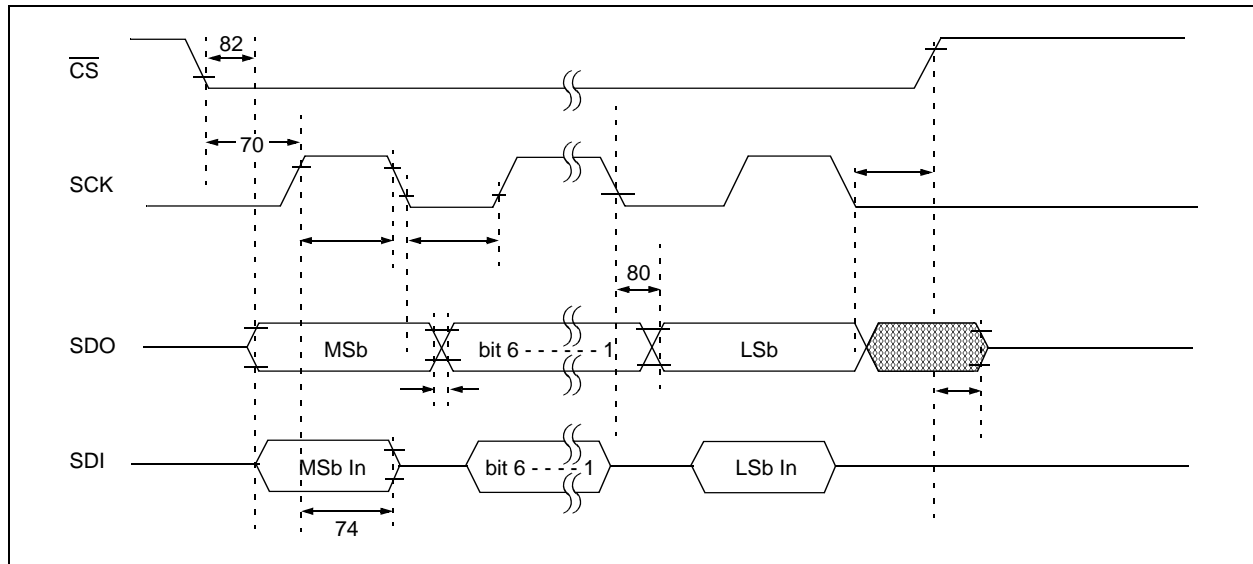 82
CS
70
SCK
80
SDO
MSb
bit 6 - - - - - - 1
LSb
SDI
MSb In
bit 6 - - - - 1
LSb In
74